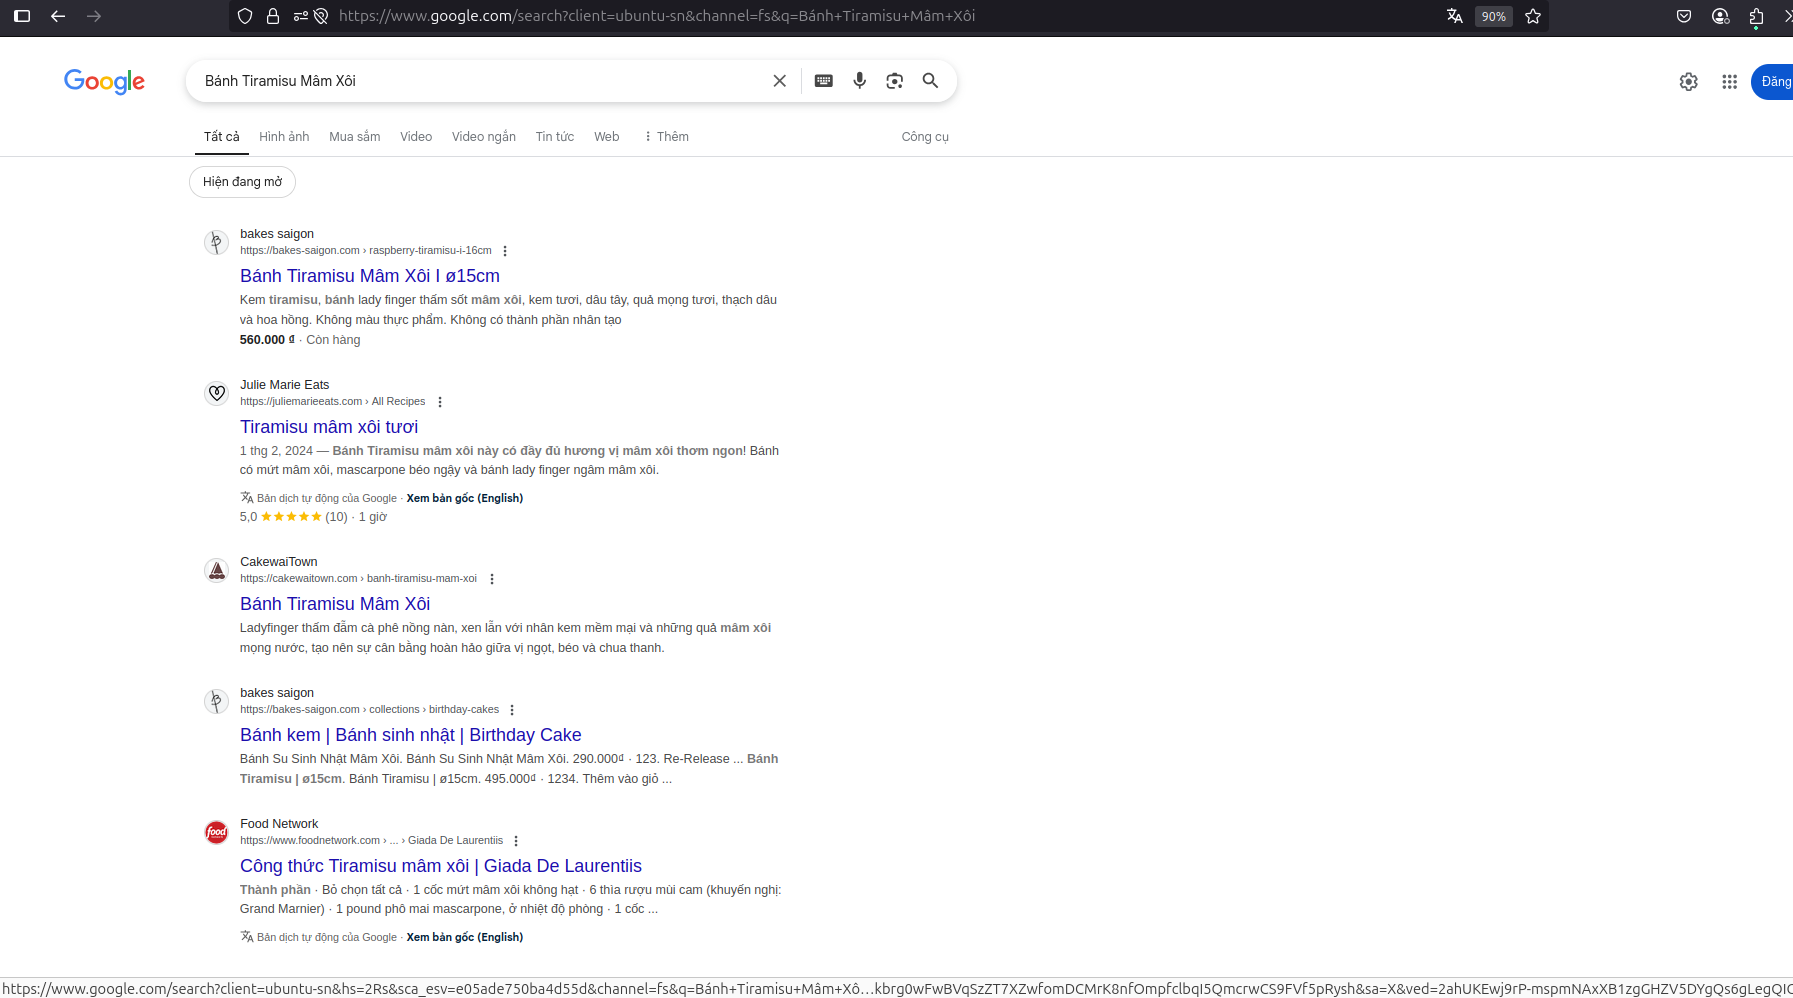 https://www.google.com/search?client=ubuntu-sn&channel=fs&q=Bánh+Tiramisu+Mâm+Xôi
90%
Google
Bánh Tiramisu Mâm Xôi
Đăng
Tất cả
Hình ảnh
Mua sắm
Video
Video ngắn
Tin tức
Web
Thêm
Công cụ
Hiện đang mở
bakes saigon
https://bakes-saigon.com › raspberry-tiramisu-i-16cm
Bánh Tiramisu Mâm Xôi I ø15cm
Kem tiramisu, bánh lady finger thấm sốt mâm xôi, kem tươi, dâu tây, quả mọng tươi, thạch dâu
và hoa hồng. Không màu thực phẩm. Không có thành phần nhân tạo
560.000 ₫ · Còn hàng
Julie Marie Eats
https://juliemarieeats.com › All Recipes
Tiramisu mâm xôi tươi
1 thg 2, 2024 — Bánh Tiramisu mâm xôi này có đầy đủ hương vị mâm xôi thơm ngon! Bánh
có mứt mâm xôi, mascarpone béo ngậy và bánh lady finger ngâm mâm xôi.
Bản dịch tự động của Google · Xem bản gốc (English)
5,0 ★★★★★ (10) · 1 giờ
CakewaiTown
https://cakewaitown.com › banh-tiramisu-mam-xoi
Bánh Tiramisu Mâm Xôi
Ladyfinger thấm đẫm cà phê nồng nàn, xen lẫn với nhân kem mềm mại và những quả mâm xôi
mọng nước, tạo nên sự cân bằng hoàn hảo giữa vị ngọt, béo và chua thanh.
bakes saigon
https://bakes-saigon.com › collections › birthday-cakes
Bánh kem | Bánh sinh nhật | Birthday Cake
Bánh Su Sinh Nhật Mâm Xôi. Bánh Su Sinh Nhật Mâm Xôi. 290.000₫ · 123. Re-Release ... Bánh
Tiramisu | ø15cm. Bánh Tiramisu | ø15cm. 495.000₫ · 1234. Thêm vào giỏ ...
food
Food Network
https://www.foodnetwork.com › ... › Giada De Laurentiis
Công thức Tiramisu mâm xôi | Giada De Laurentiis
Thành phần · Bỏ chọn tất cả · 1 cốc mứt mâm xôi không hạt · 6 thìa rượu mùi cam (khuyến nghị:
Grand Marnier) · 1 pound phô mai mascarpone, ở nhiệt độ phòng · 1 cốc ...
Bản dịch tự động của Google · Xem bản gốc (English)
https://www.google.com/search?client=ubuntu-sn&hs=2Rs&sca_esv=e05ade750ba4d55d&channel=fs&q=Bánh+Tiramisu+Mâm+Xô…kbrg0wFwBVqSzZT7XZwfomDCMrK8nfOmpfclbqI5QmcrwCS9FVf5pRysh&sa=X&ved=2ahUKEwj9rP-mspmNAxXB1zgGHZV5DYgQs6gLegQIC